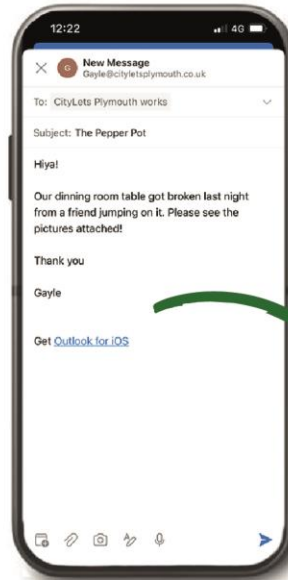 12:22
4G
New Message
Gayle@cityletsplymouth.co.uk
To: CityLets Plymouth works
Subject: The Pepper Pot
Hiya!
Our dinning room table got broken last night
from a friend jumping on it. Please see the
pictures attached!
Thank you
Gayle
Get Outlook for iOS